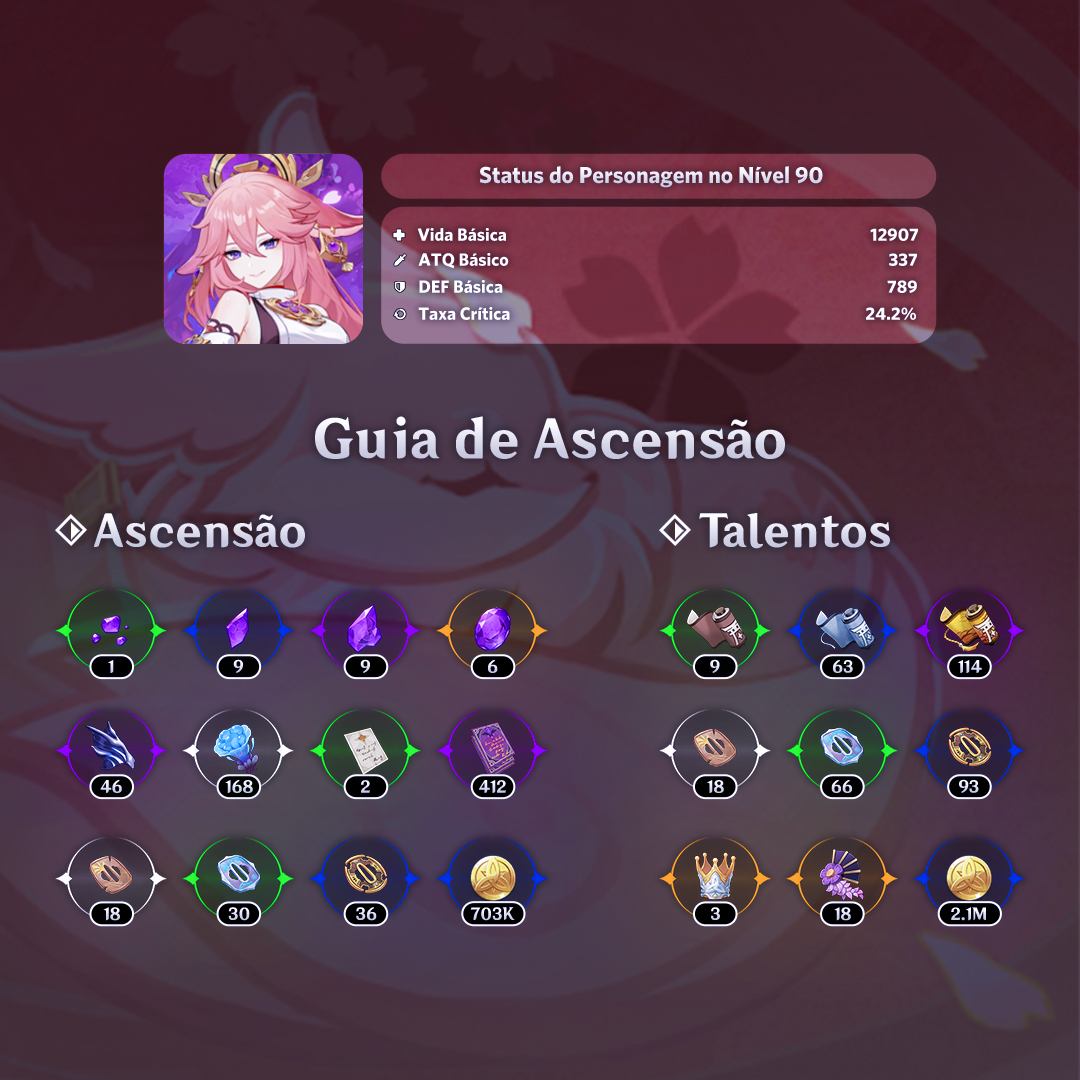 Status do Personagem no Nível 90
Vida Básica 12907
ATQ Básico 337
DEF Básica 789
Taxa Crítica 24.2%
Guia de Ascensão
Ascensão
1 9 9 6
46 168 2 412
18 30 36 703K
Talentos
9 63 114
18 66 93
3 18 2.1M